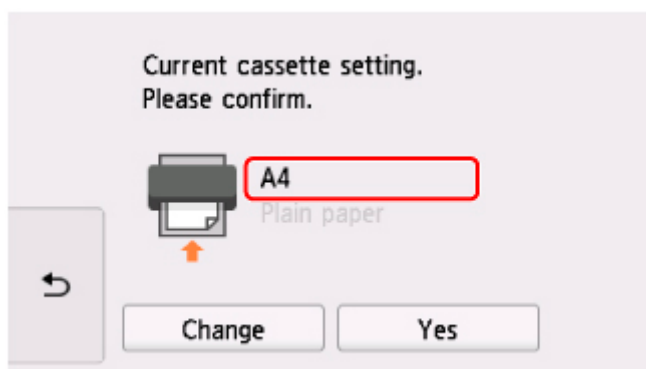 Current cassette setting.
Please confirm.
A4
Plain paper
Change
Yes